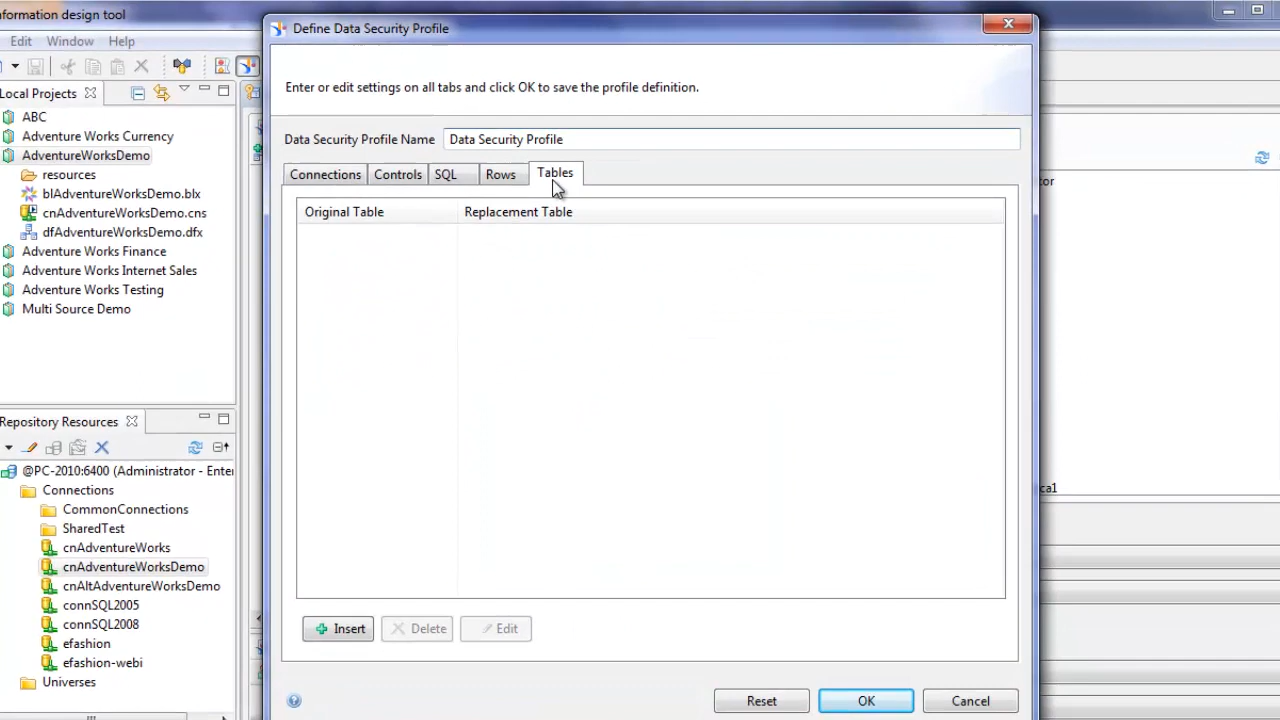 nformation design tool
Edit Window Help
Local Projects
ABC
Adventure Works Currency
AdventureWorksDemo
resources
blAdventureWorksDemo.blx
cnAdventureWorksDemo.cns
dfAdventureWorksDemo.dfx
Adventure Works Finance
Adventure Works Internet Sales
Adventure Works Testing
Multi Source Demo
Repository Resources
@PC-2010:6400 (Administrator - Enter
Connections
CommonConnections
SharedTest
cnAdventureWorks
cnAdventureWorksDemo
cnAltAdventureWorksDemo
connSQL2005
connSQL2008
efashion
efashion-webi
Universes
Define Data Security Profile
Enter or edit settings on all tabs and click OK to save the profile definition.
Data Security Profile Name Data Security Profile
Connections Controls SQL Rows Tables
Original Table Replacement Table
Insert Delete Edit
Reset OK Cancel
tor
ca1